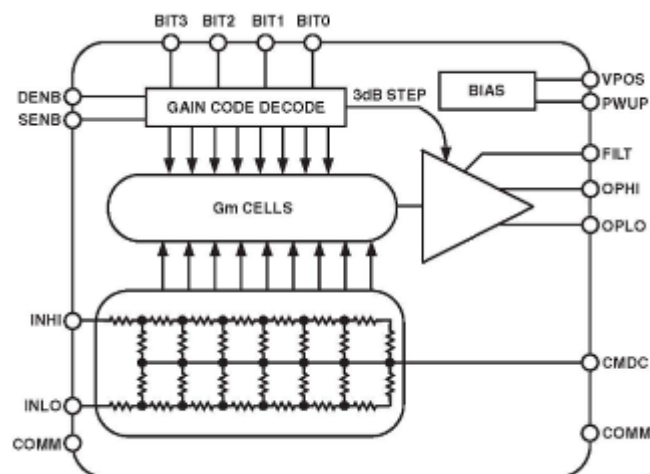 BIT3 BIT2 BIT1 BIT0
DENB
SENB
GAIN CODE DECODE
3dB STEP
BIAS
VPOS
PWUP
FILT
OPHI
OPLO
Gm CELLS
INHI
INLO
COMM
CMDC
COMM